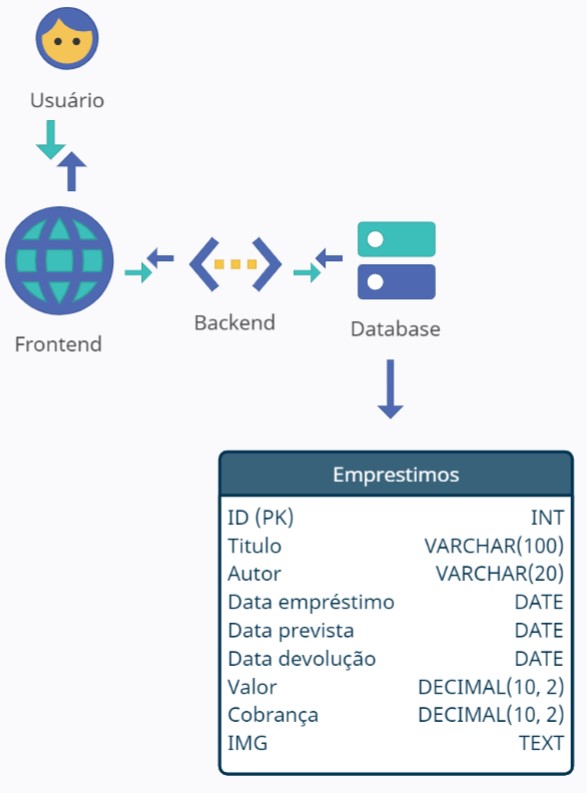 Usuário
Frontend
Backend
Database
Emprestimos
ID (PK) INT
Titulo VARCHAR(100)
Autor VARCHAR(20)
Data empréstimo DATE
Data prevista DATE
Data devolução DATE
Valor DECIMAL(10, 2)
Cobrança DECIMAL(10, 2)
IMG TEXT